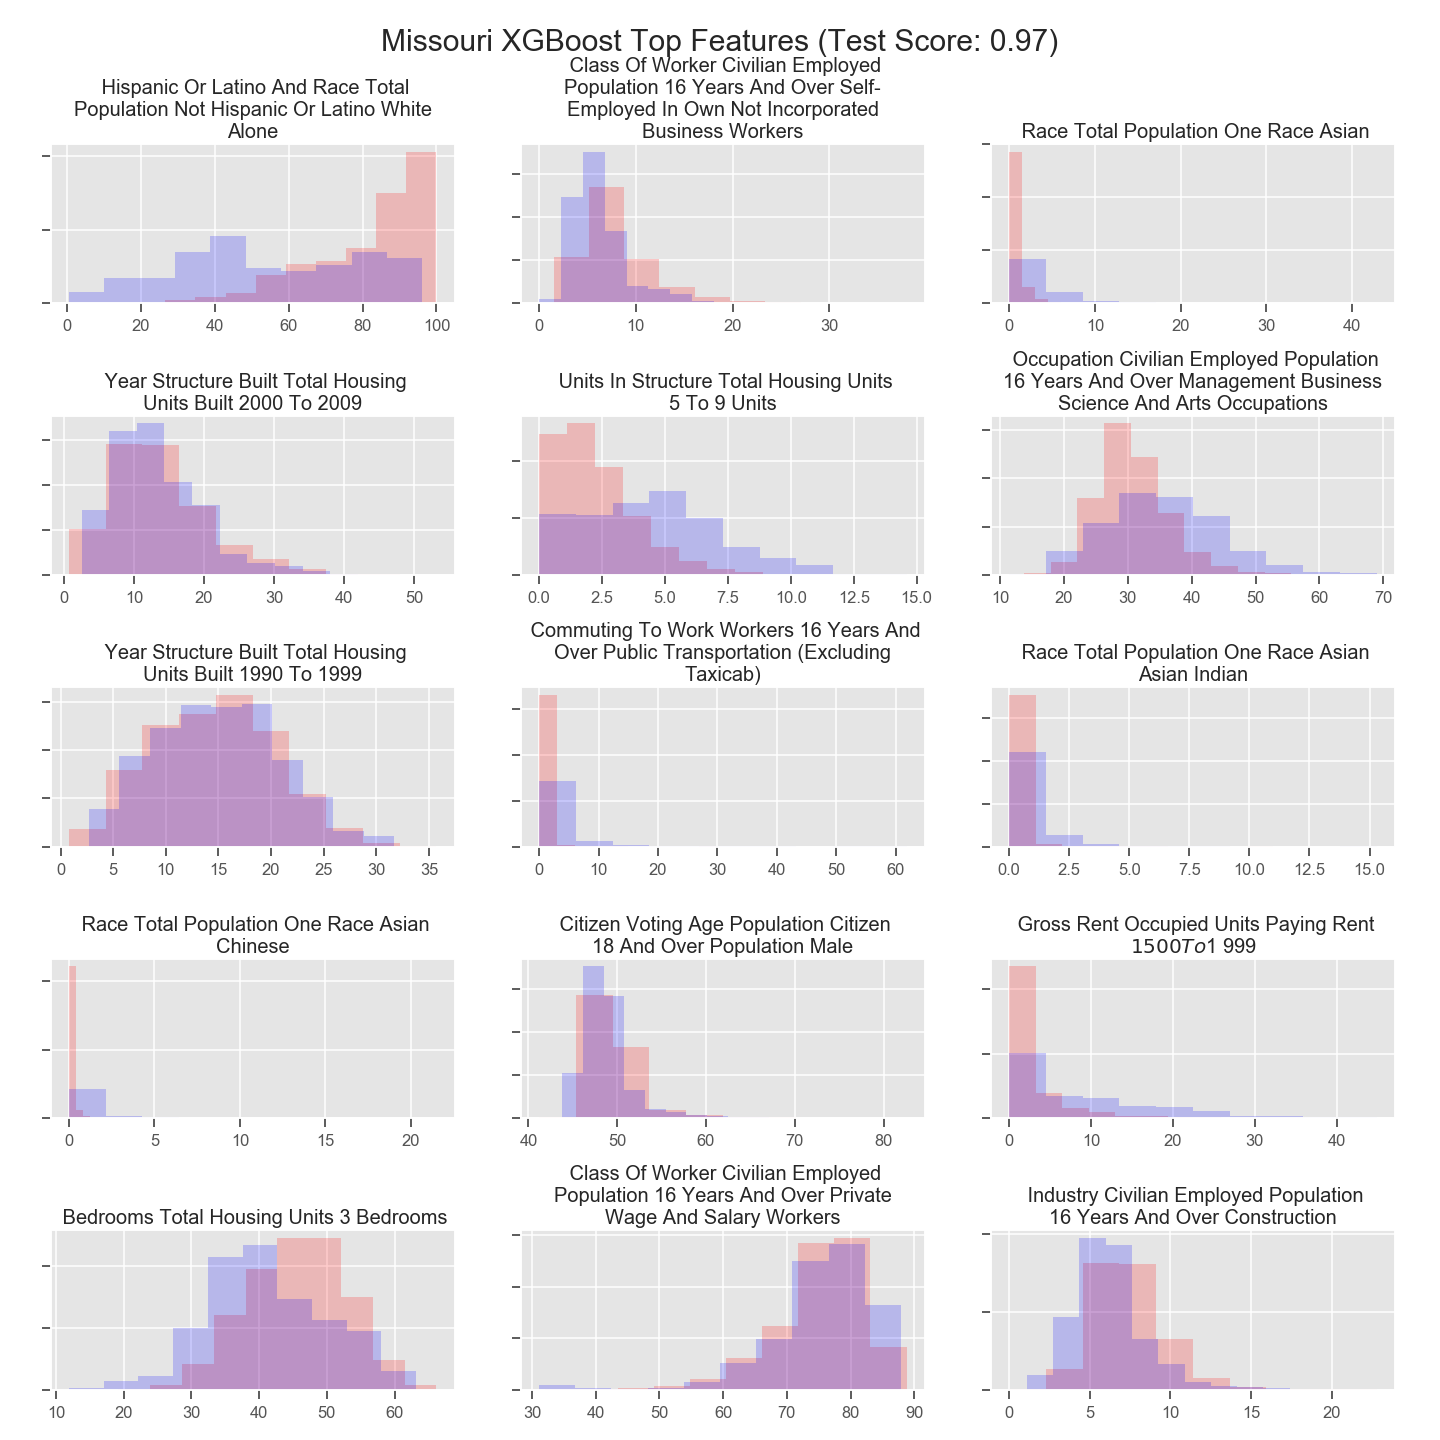 Missouri XGBoost Top Features (Test Score: 0.97)
Hispanic Or Latino And Race Total
Population Not Hispanic Or Latino White
Alone
0 20 40 60 80 100
Class Of Worker Civilian Employed
Population 16 Years And Over Self-
Employed In Own Not Incorporated
Business Workers
0 10 20 30
Race Total Population One Race Asian
0 10 20 30 40
Year Structure Built Total Housing
Units Built 2000 To 2009
0 10 20 30 40 50
Units In Structure Total Housing Units
5 To 9 Units
0.0 2.5 5.0 7.5 10.0 12.5 15.0
Occupation Civilian Employed Population
16 Years And Over Management Business
Science And Arts Occupations
10 20 30 40 50 60 70
Year Structure Built Total Housing
Units Built 1990 To 1999
0 5 10 15 20 25 30 35
Commuting To Work Workers 16 Years And
Over Public Transportation (Excluding
Taxicab)
0 10 20 30 40 50 60
Race Total Population One Race Asian
Asian Indian
0.0 2.5 5.0 7.5 10.0 12.5 15.0
Race Total Population One Race Asian
Chinese
0 5 10 15 20
Citizen Voting Age Population Citizen
18 And Over Population Male
40 50 60 70 80
Gross Rent Occupied Units Paying Rent
1500To1 999
0 10 20 30 40
Bedrooms Total Housing Units 3 Bedrooms
10 20 30 40 50 60
Class Of Worker Civilian Employed
Population 16 Years And Over Private
Wage And Salary Workers
30 40 50 60 70 80 90
Industry Civilian Employed Population
16 Years And Over Construction
0 5 10 15 20